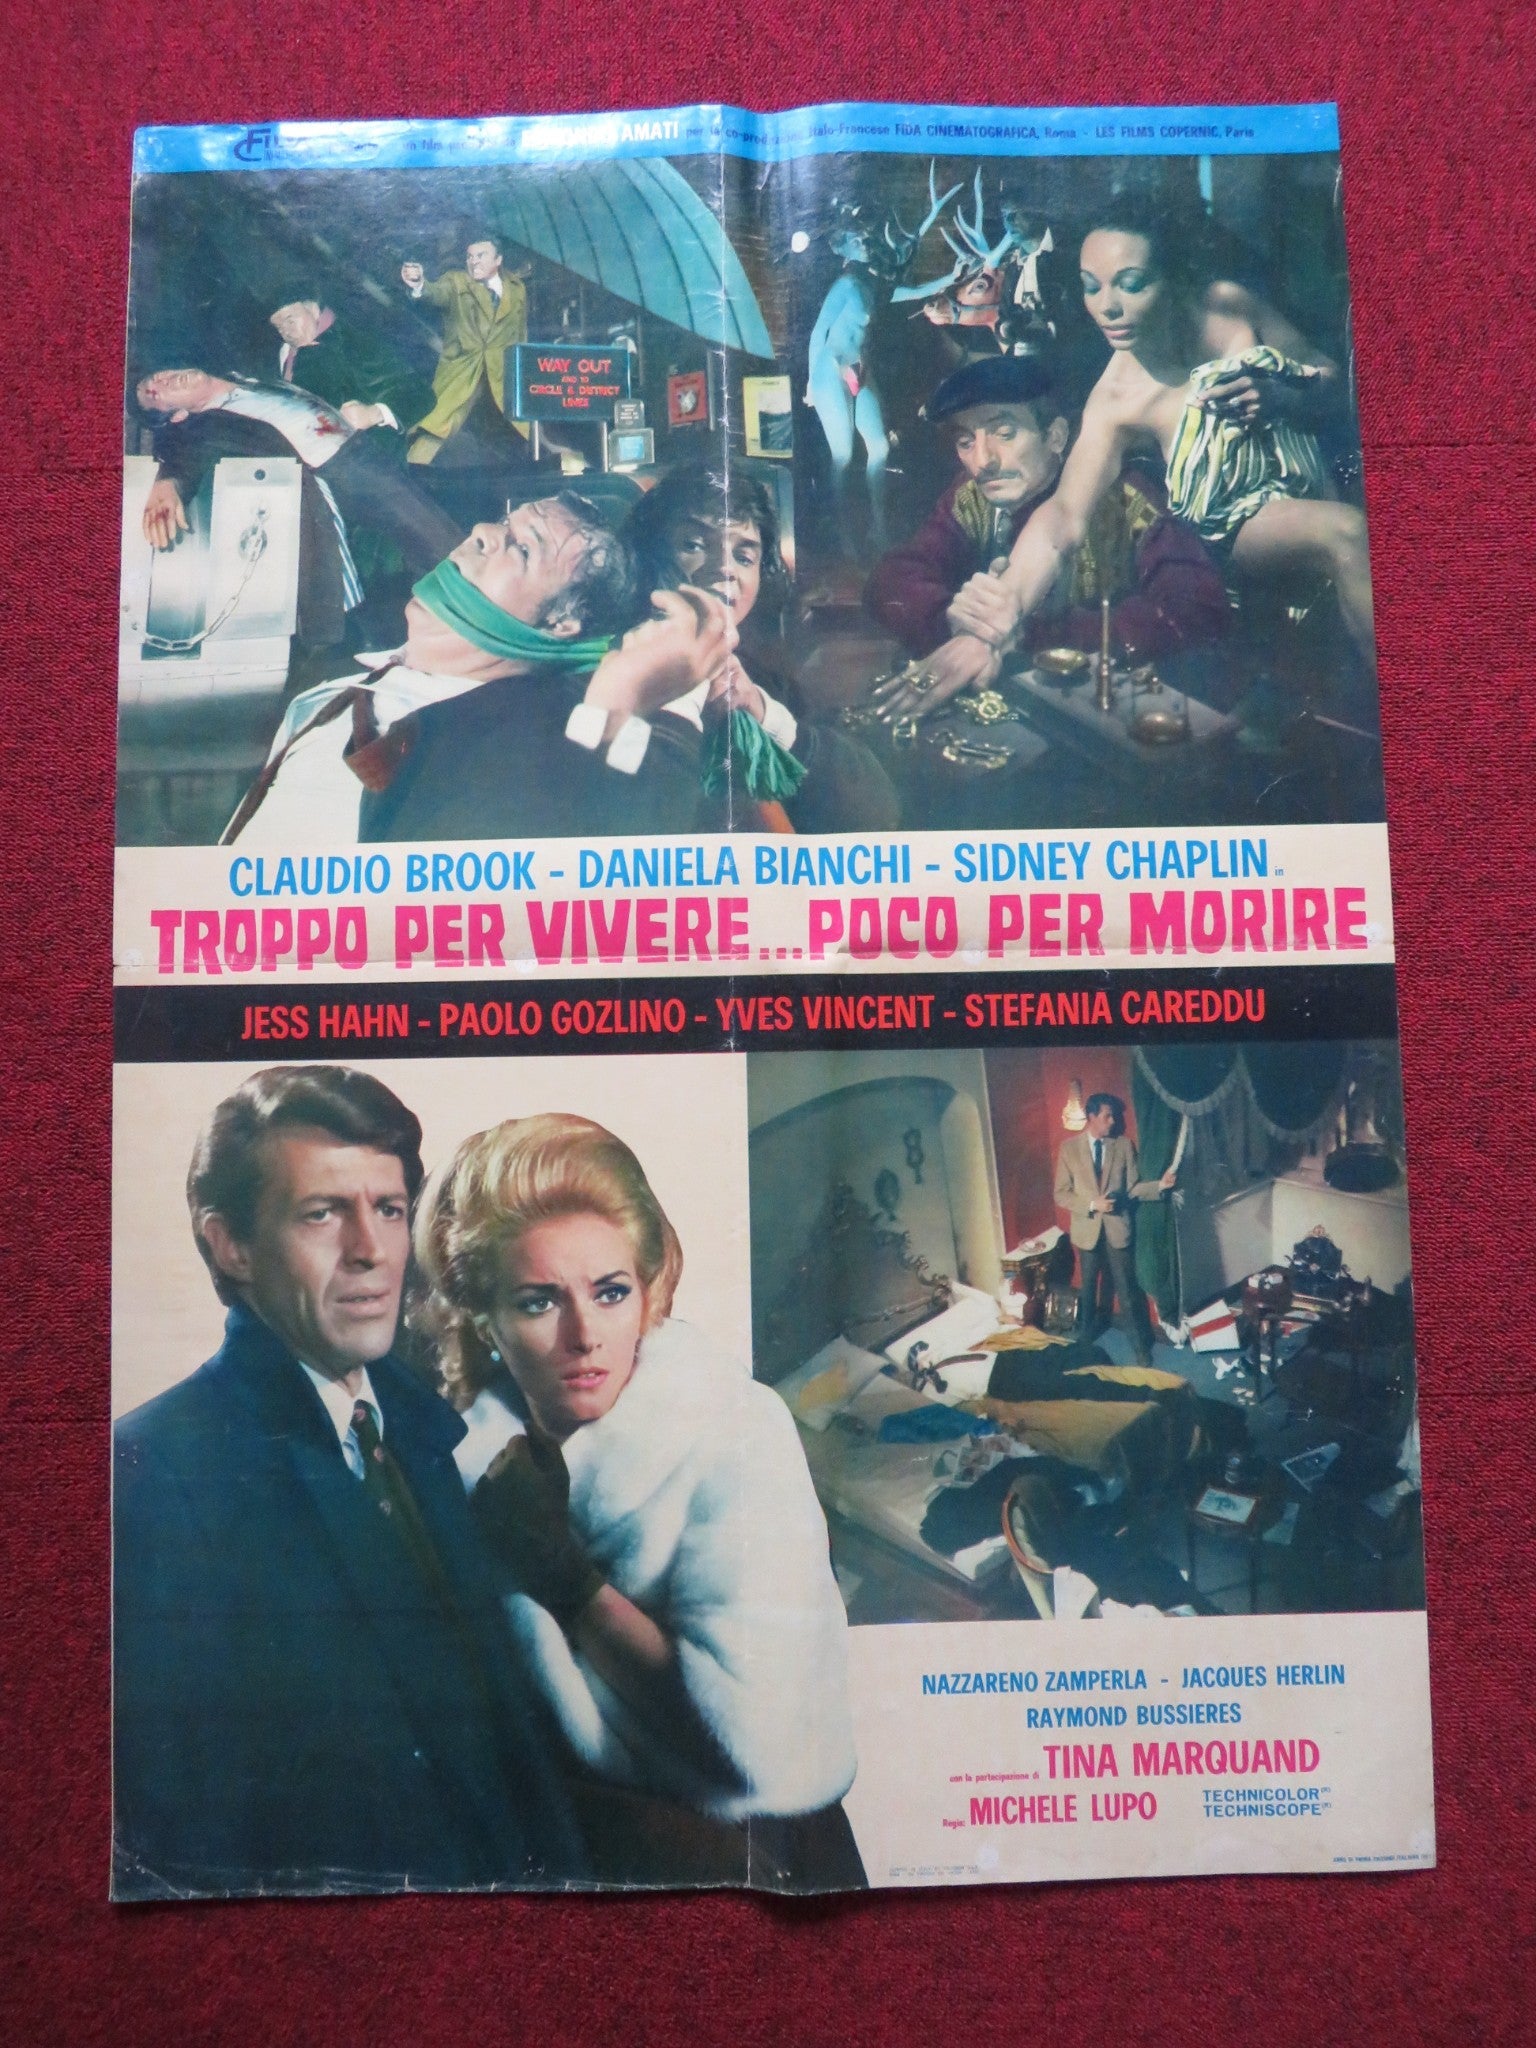 un film prodotto da EDMONDO AMATI per la co-produzione Italo-Francese FIDA CINEMATOGRAFICA, Roma - LES FILMS COPERNIC, Paris
WAY OUT
AND TO
CIRCLE & DISTRICT
LINES
CLAUDIO BROOK - DANIELA BIANCHI - SIDNEY CHAPLIN in
TROPPO PER VIVERE...POCO PER MORIRE
JESS HAHN - PAOLO GOZLINO - YVES VINCENT - STEFANIA CAREDDU
NAZZARENO ZAMPERLA - JACQUES HERLIN
RAYMOND BUSSIERES
con la partecipazione di TINA MARQUAND
Regia: MICHELE LUPO
TECHNICOLOR(R)
TECHNISCOPE(R)